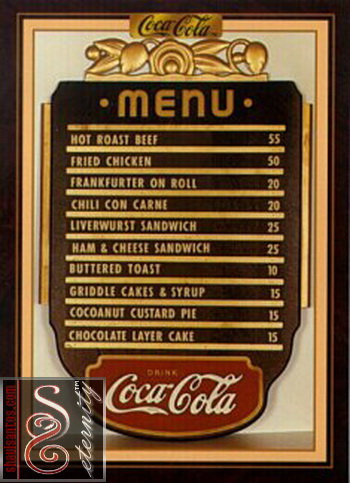 Coca-Cola
• MENU •
HOT ROAST BEEF 55
FRIED CHICKEN 50
FRANKFURTER ON ROLL 20
CHILI CON CARNE 20
LIVERWURST SANDWICH 25
HAM & CHEESE SANDWICH 25
BUTTERED TOAST 10
GRIDDLE CAKES & SYRUP 15
COCOANUT CUSTARD PIE 15
CHOCOLATE LAYER CAKE 15
DRINK
Coca-Cola
shawsantos.com
eternity